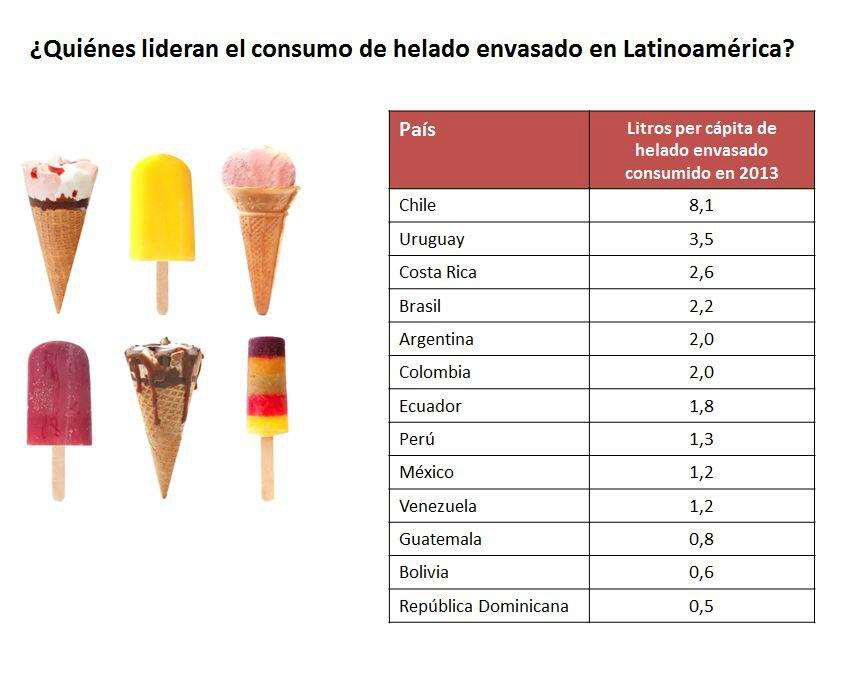 ¿Quiénes lideran el consumo de helado envasado en Latinoamérica?
País
Litros per cápita de
helado envasado
consumido en 2013
Chile 8,1
Uruguay 3,5
Costa Rica 2,6
Brasil 2,2
Argentina 2,0
Colombia 2,0
Ecuador 1,8
Perú 1,3
México 1,2
Venezuela 1,2
Guatemala 0,8
Bolivia 0,6
República Dominicana 0,5